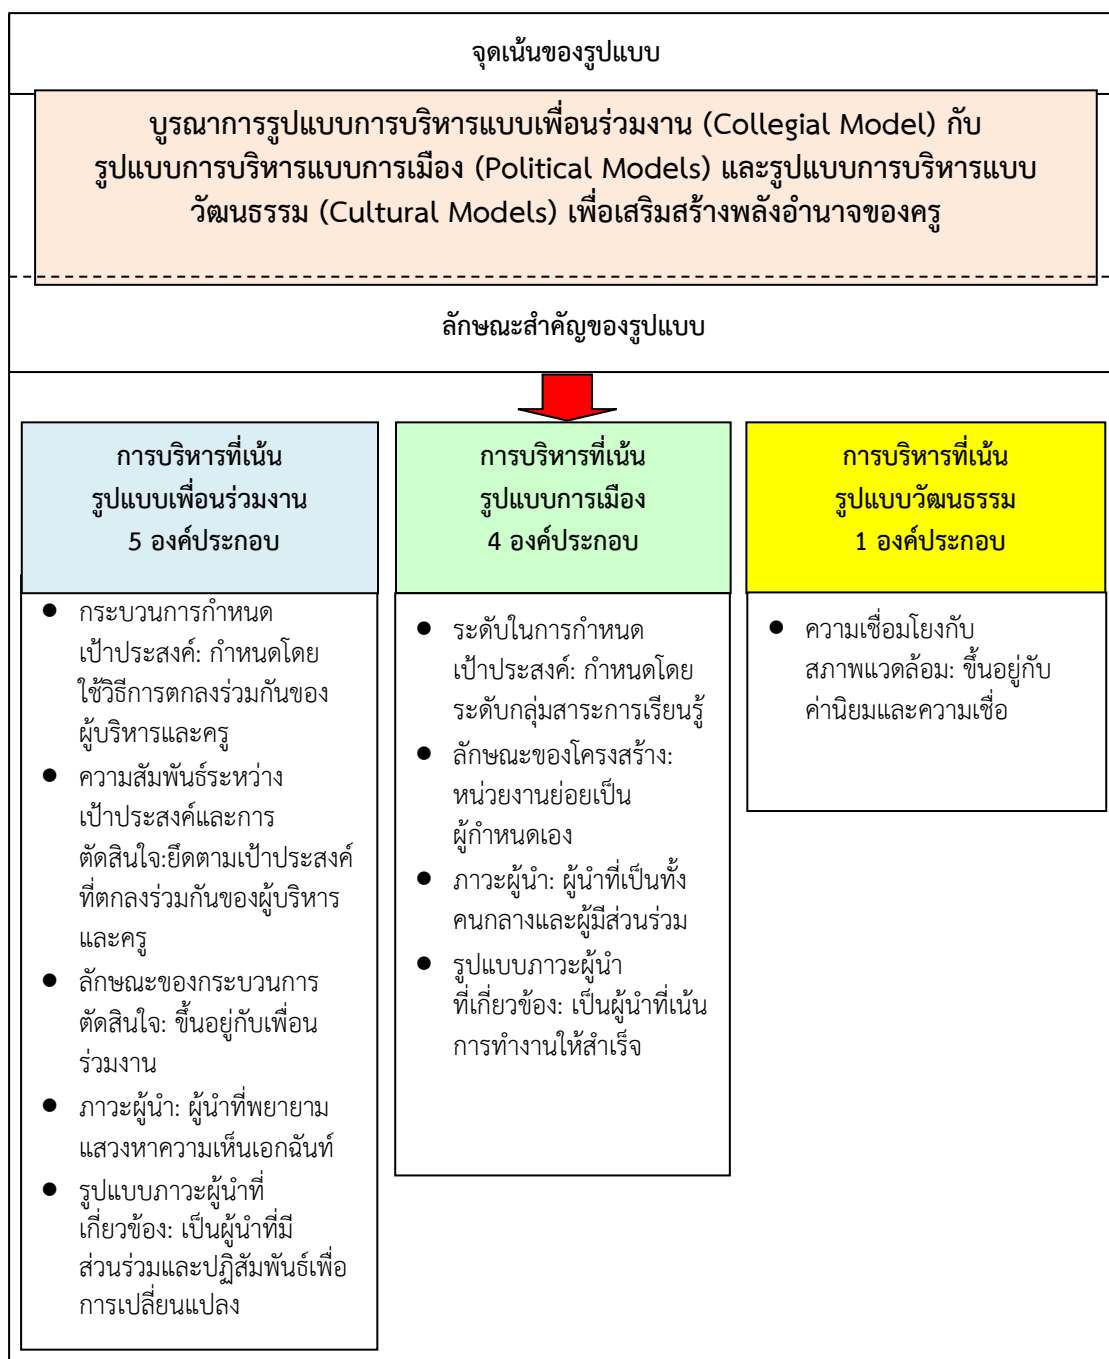 จุดเน้นของรูปแบบ
บูรณาการรูปแบบการบริหารแบบเพื่อนร่วมงาน (Collegial Model) กับ
รูปแบบการบริหารแบบการเมือง (Political Models) และรูปแบบการบริหารแบบ
วัฒนธรรม (Cultural Models) เพื่อเสริมสร้างพลังอำนาจของครู
ลักษณะสำคัญของรูปแบบ
การบริหารที่เน้น
รูปแบบเพื่อนร่วมงาน
5 องค์ประกอบ
● กระบวนการกำหนด
เป้าประสงค์: กำหนดโดย
ใช้วิธีการตกลงร่วมกันของ
ผู้บริหารและครู
● ความสัมพันธ์ระหว่าง
เป้าประสงค์และการ
ตัดสินใจ:ยึดตามเป้าประสงค์
ที่ตกลงร่วมกันของผู้บริหาร
และครู
● ลักษณะของกระบวนการ
ตัดสินใจ: ขึ้นอยู่กับเพื่อน
ร่วมงาน
● ภาวะผู้นำ: ผู้นำที่พยายาม
แสวงหาความเห็นเอกฉันท์
● รูปแบบภาวะผู้นำที่
เกี่ยวข้อง: เป็นผู้นำที่มี
ส่วนร่วมและปฏิสัมพันธ์เพื่อ
การเปลี่ยนแปลง
การบริหารที่เน้น
รูปแบบการเมือง
4 องค์ประกอบ
● ระดับในการกำหนด
เป้าประสงค์: กำหนดโดย
ระดับกลุ่มสาระการเรียนรู้
● ลักษณะของโครงสร้าง:
หน่วยงานย่อยเป็น
ผู้กำหนดเอง
● ภาวะผู้นำ: ผู้นำที่เป็นทั้ง
คนกลางและผู้มีส่วนร่วม
● รูปแบบภาวะผู้นำ
ที่เกี่ยวข้อง: เป็นผู้นำที่เน้น
การทำงานให้สำเร็จ
การบริหารที่เน้น
รูปแบบวัฒนธรรม
1 องค์ประกอบ
● ความเชื่อมโยงกับ
สภาพแวดล้อม: ขึ้นอยู่กับ
ค่านิยมและความเชื่อ